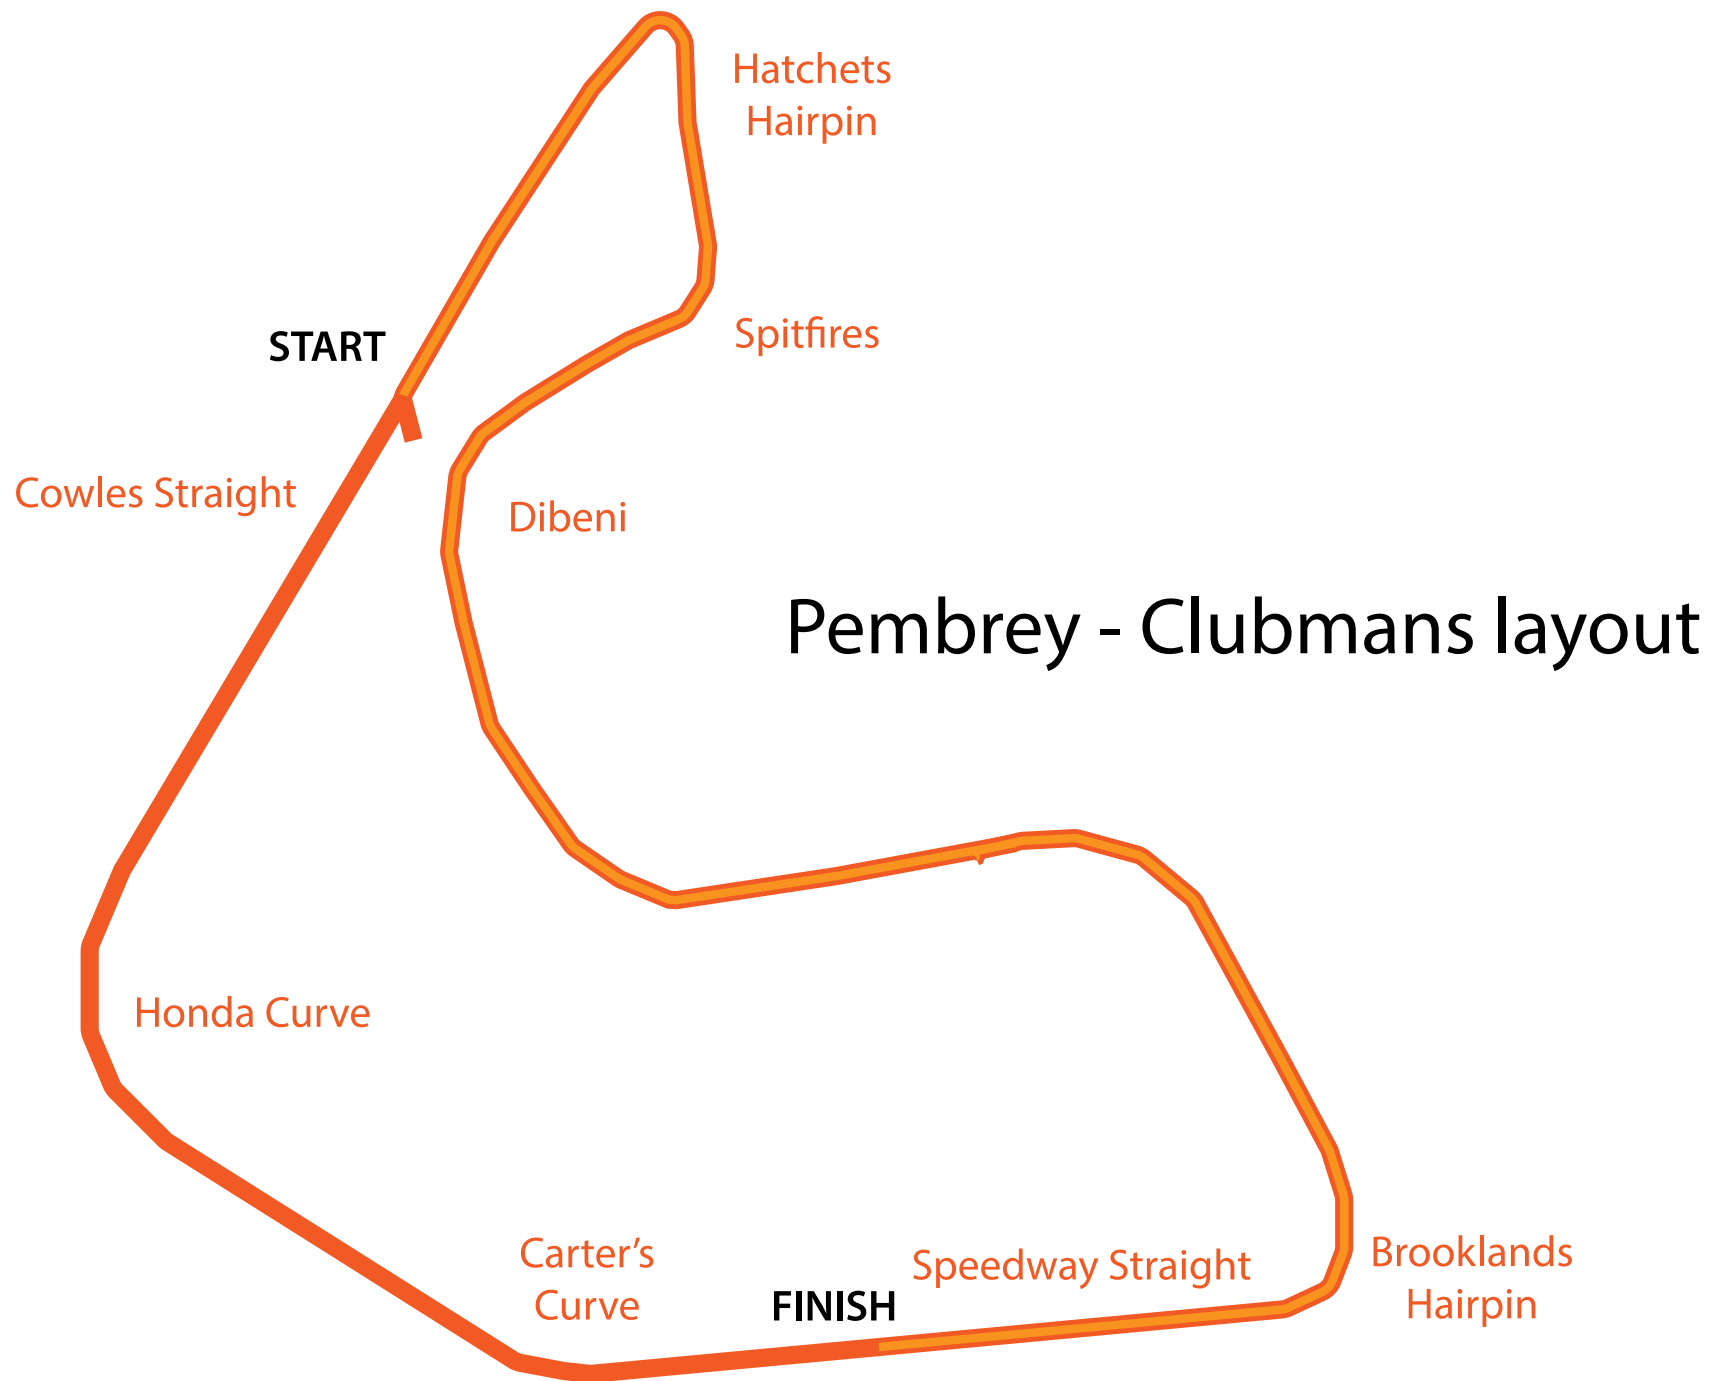 Hatchets
Hairpin
START
Spitfires
Cowles Straight
Dibeni
Pembrey - Clubmans layout
Honda Curve
Carter’s
Curve
Speedway Straight
Brooklands
Hairpin
FINISH